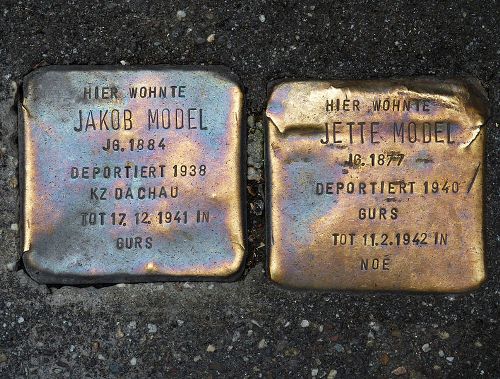 HIER WOHNTE
JAKOB MODEL
JG. 1884
DEPORTIERT 1938
KZ DACHAU
TOT 17.12.1941 IN
GURS
HIER WOHNTE
JETTE MODEL
JG. 1877
DEPORTIERT 1940
GURS
TOT 11.2.1942 IN
NOÉ